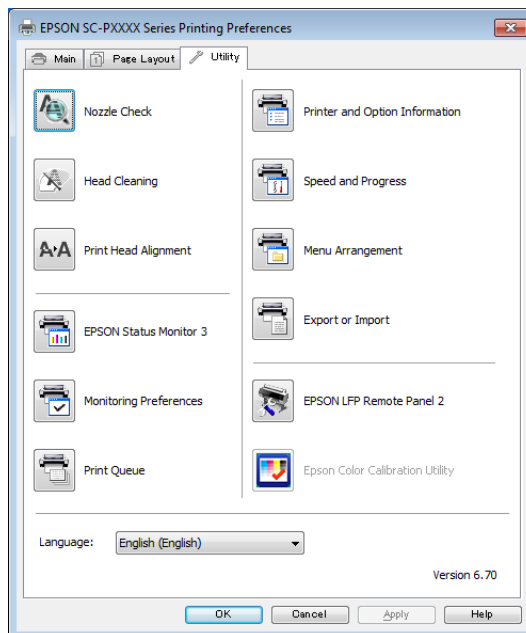 EPSON SC-PXXXX Series Printing Preferences
Main
Page Layout
Utility
Nozzle Check
Head Cleaning
A A
Print Head Alignment
EPSON Status Monitor 3
Monitoring Preferences
Print Queue
Printer and Option Information
Speed and Progress
Menu Arrangement
Export or Import
EPSON LFP Remote Panel 2
Epson Color Calibration Utility
Language:
English (English)
Version 6.70
OK
Cancel
Apply
Help